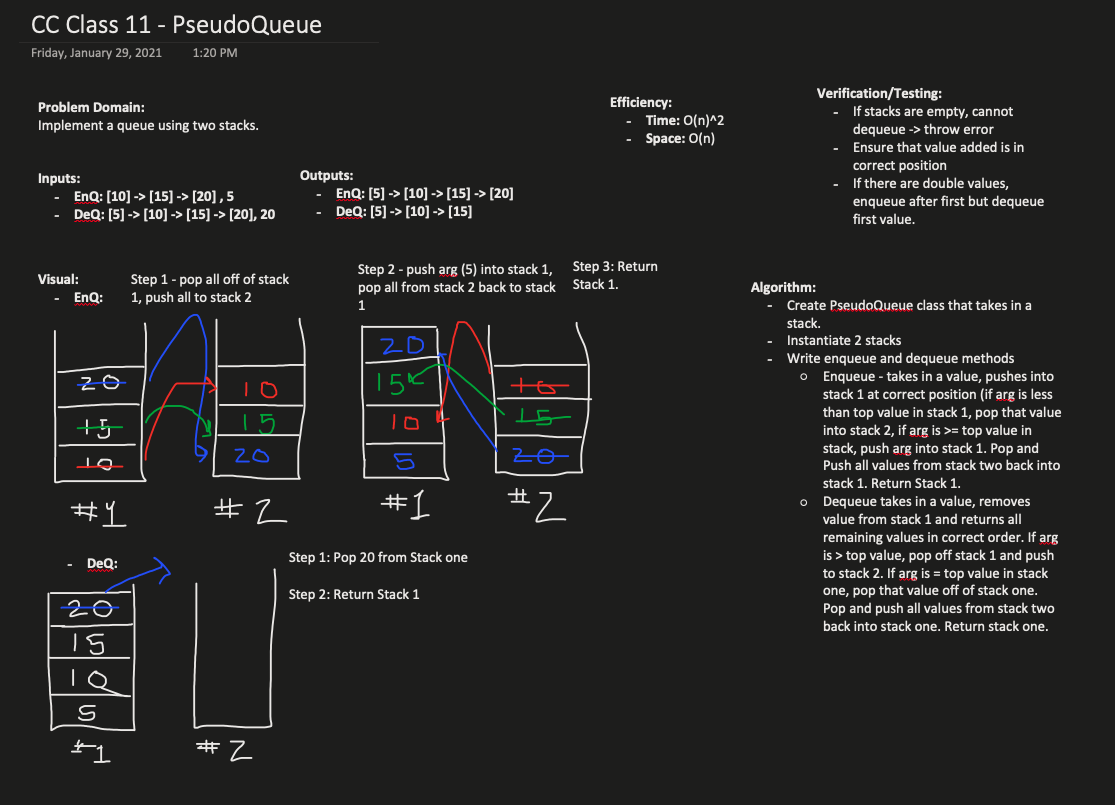 CC Class 11 - PseudoQueue
Friday, January 29, 2021 1:20 PM
Problem Domain:
Implement a queue using two stacks.
Efficiency:
- Time: O(n)^2
- Space: O(n)
Verification/Testing:
- If stacks are empty, cannot
dequeue -> throw error
- Ensure that value added is in
correct position
- If there are double values,
enqueue after first but dequeue
first value.
Inputs:
- EnQ: [10] -> [15] -> [20] , 5
- DeQ: [5] -> [10] -> [15] -> [20], 20
Outputs:
- EnQ: [5] -> [10] -> [15] -> [20]
- DeQ: [5] -> [10] -> [15]
Visual:
- EnQ:
Step 1 - pop all off of stack
1, push all to stack 2
Step 2 - push arg (5) into stack 1,
pop all from stack 2 back to stack
1
Step 3: Return
Stack 1.
20
15
10
#1
10
15
20
#2
20
15
10
5
#1
10
15
20
#2
- DeQ:
Step 1: Pop 20 from Stack one
Step 2: Return Stack 1
20
15
10
5
#1
#2
Algorithm:
- Create PseudoQueue class that takes in a
stack.
- Instantiate 2 stacks
- Write enqueue and dequeue methods
o Enqueue - takes in a value, pushes into
stack 1 at correct position (if arg is less
than top value in stack 1, pop that value
into stack 2, if arg is >= top value in
stack, push arg into stack 1. Pop and
Push all values from stack two back into
stack 1. Return Stack 1.
o Dequeue takes in a value, removes
value from stack 1 and returns all
remaining values in correct order. If arg
is > top value, pop off stack 1 and push
to stack 2. If arg is = top value in stack
one, pop that value off of stack one.
Pop and push all values from stack two
back into stack one. Return stack one.